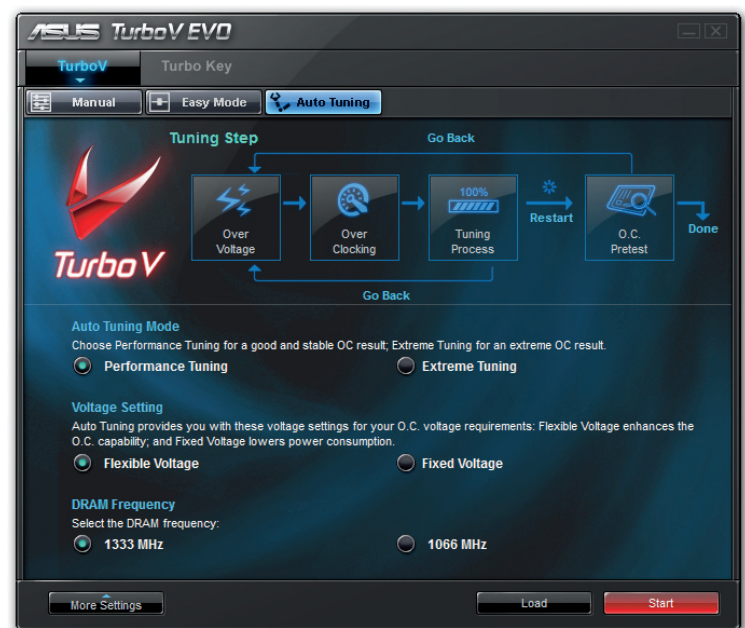 ASUS TurboV EVO
TurboV
Turbo Key
Manual
Easy Mode
Auto Tuning
Tuning Step
Go Back
100%
Over
Voltage
Over
Clocking
Tuning
Process
Restart
O.C.
Pretest
Done
TurboV
Go Back
Auto Tuning Mode
Choose Performance Tuning for a good and stable OC result; Extreme Tuning for an extreme OC result.
Performance Tuning
Extreme Tuning
Voltage Setting
Auto Tuning provides you with these voltage settings for your O.C. voltage requirements: Flexible Voltage enhances the
O.C. capability; and Fixed Voltage lowers power consumption.
Flexible Voltage
Fixed Voltage
DRAM Frequency
Select the DRAM frequency:
1333 MHz
1066 MHz
More Settings
Load
Start